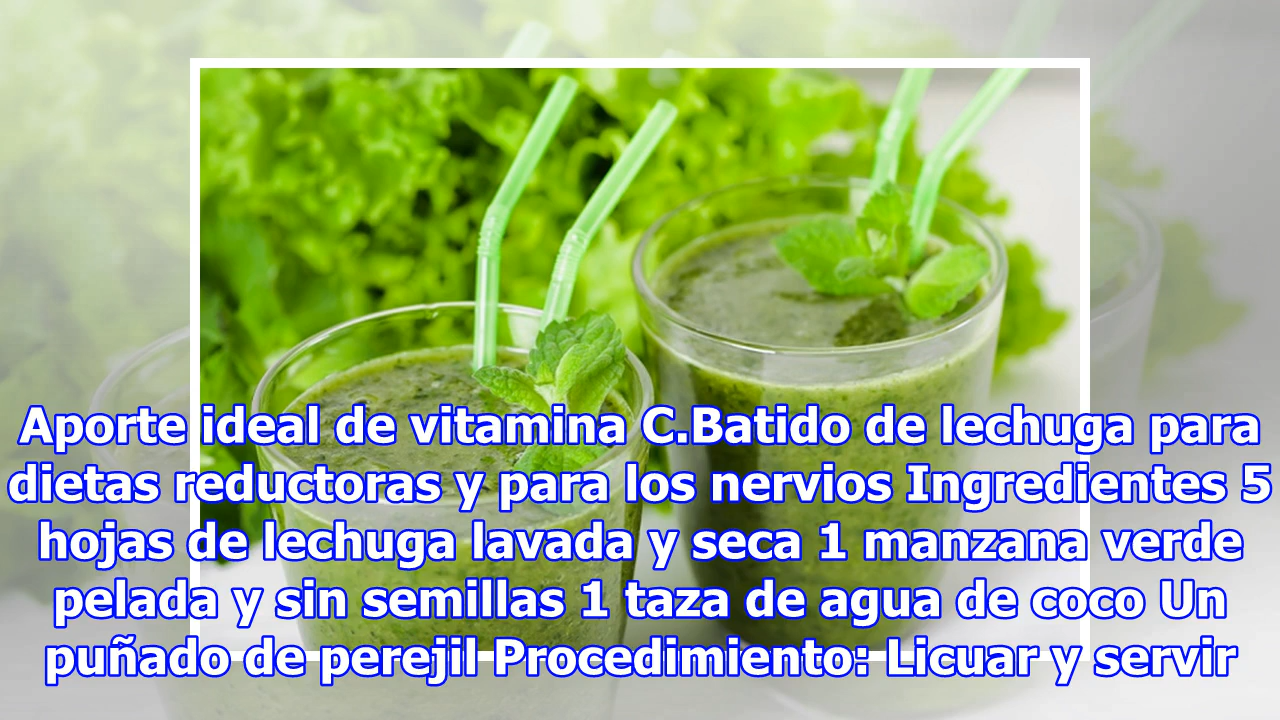 Aporte ideal de vitamina C.Batido de lechuga para
dietas reductoras y para los nervios Ingredientes 5
hojas de lechuga lavada y seca 1 manzana verde
pelada y sin semillas 1 taza de agua de coco Un
puñado de perejil Procedimiento: Licuar y servir